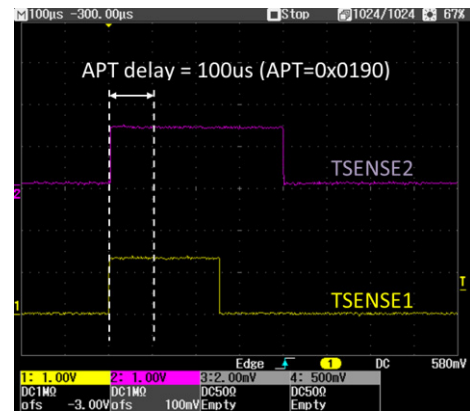 M 100µs -300.00µs Stop 1024/1024 67%
APT delay = 100us (APT=0x0190)
TSENSE2
2
T
TSENSE1
1
Edge 1 DC 580mV
1: 1.00V 2: 1.00V 3:2.00mV 4: 500mV
DC1MΩ DC1MΩ DC50Ω DC50Ω
ofs -3.00V ofs 100mV Empty Empty